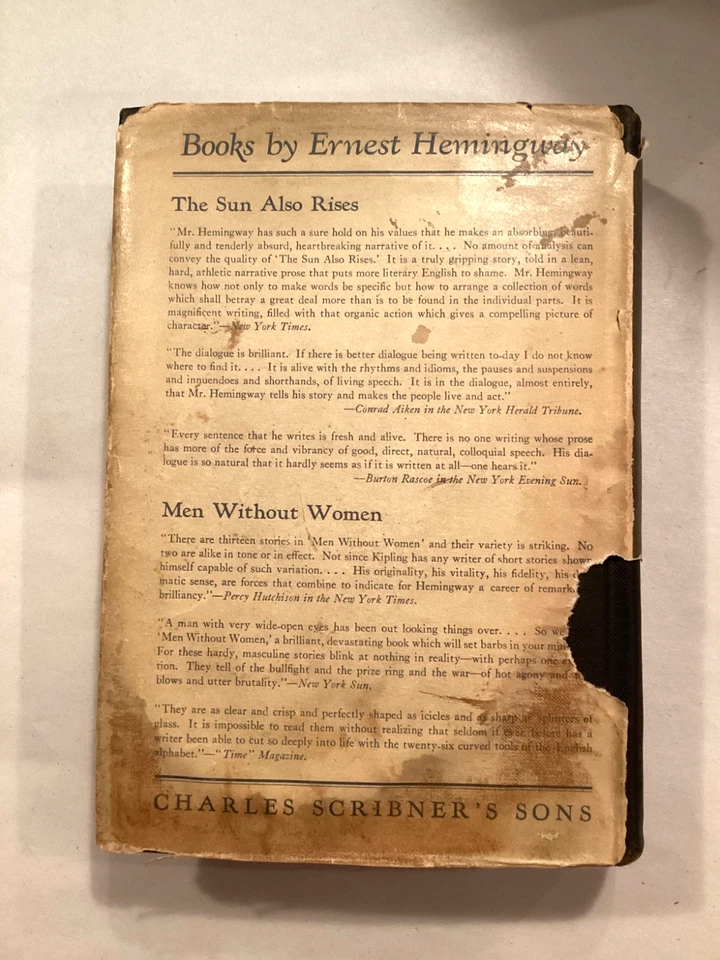 Books by Ernest Hemingway
The Sun Also Rises
"Mr. Hemingway has such a sure hold on his values that he makes an absorbing, beauti-
fully and tenderly absurd, heartbreaking narrative of it. . . . No amount of analysis can
convey the quality of 'The Sun Also Rises.' It is a truly gripping story, told in a lean,
hard, athletic narrative prose that puts more literary English to shame. Mr. Hemingway
knows how not only to make words be specific but how to arrange a collection of words
which shall betray a great deal more than is to be found in the individual parts. It is
magnificent writing, filled with that organic action which gives a compelling picture of
character."—New York Times.
"The dialogue is brilliant. If there is better dialogue being written to-day I do not know
where to find it. . . . It is alive with the rhythms and idioms, the pauses and suspensions
and innuendoes and shorthands, of living speech. It is in the dialogue, almost entirely,
that Mr. Hemingway tells his story and makes the people live and act."
—Conrad Aiken in the New York Herald Tribune.
"Every sentence that he writes is fresh and alive. There is no one writing whose prose
has more of the force and vibrancy of good, direct, natural, colloquial speech. His dia-
logue is so natural that it hardly seems as if it is written at all—one hears it."
—Burton Rascoe in the New York Evening Sun.
Men Without Women
"There are thirteen stories in 'Men Without Women' and their variety is striking. No
two are alike in tone or in effect. Not since Kipling has any writer of short stories shown
himself capable of such variation. . . . His originality, his vitality, his fidelity, his
matic sense, are forces that combine to indicate for Hemingway a career of
brilliancy."—Percy Hutchison in the New York Times.
"A man with very wide-open eyes has been out looking things over. . . . So
'Men Without Women,' a brilliant, devastating book which will set barbs in your
For these hardy, masculine stories blink at nothing in reality—with perhaps one
tion. They tell of the bullfight and the prize ring and the war—of hot agony and
blows and utter brutality."—New York Sun.
"They are as clear and crisp and perfectly shaped as icicles and as sharp as splinters of
glass. It is impossible to read them without realizing that seldom if ever before has a
writer been able to cut so deeply into life with the twenty-six curved tools of the English
alphabet."—"Time" Magazine.
CHARLES SCRIBNER'S SONS